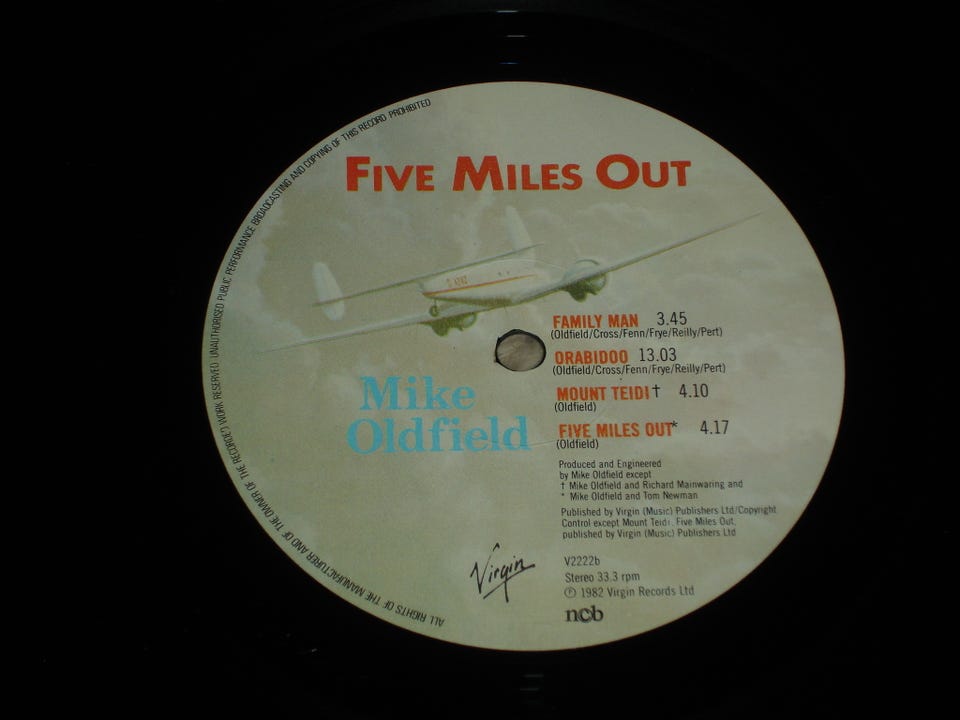 FIVE MILES OUT
FAMILY MAN 3.45
(Oldfield/Cross/Fenn/Frye/Reilly/Pert)
ORABIDOO 13.03
(Oldfield/Cross/Fenn/Frye/Reilly/Pert)
MOUNT TEIDI † 4.10
(Oldfield)
FIVE MILES OUT* 4.17
(Oldfield)
Mike
Oldfield
Produced and Engineered
by Mike Oldfield except
† Mike Oldfield and Richard Mainwaring and
* Mike Oldfield and Tom Newman
Published by Virgin (Music) Publishers Ltd/Copyright
Control except Mount Teidi, Five Miles Out,
published by Virgin (Music) Publishers Ltd
Virgin
V2222b
Stereo 33.3 rpm
℗ 1982 Virgin Records Ltd
ncb
ALL RIGHTS OF THE MANUFACTURER AND OF THE OWNER OF THE RECORDED WORK RESERVED UNAUTHORISED PUBLIC PERFORMANCE BROADCASTING AND COPYING OF THIS RECORD PROHIBITED